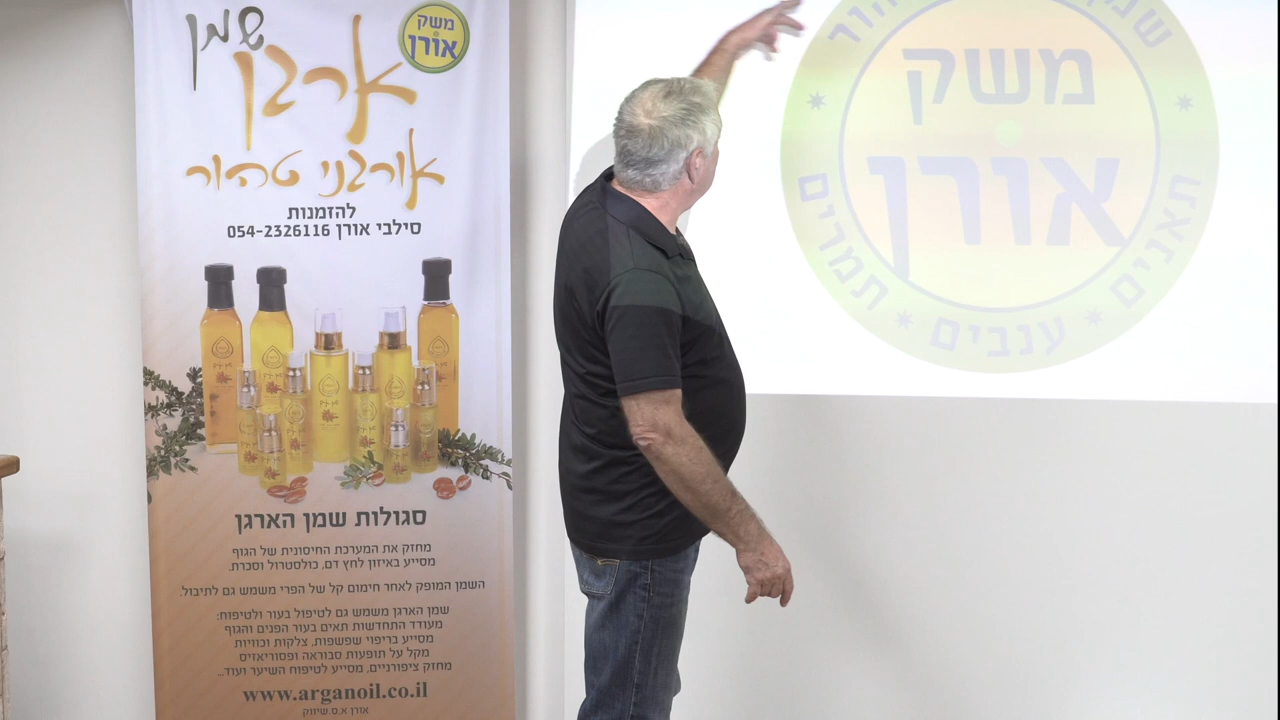 שמן
ארגן
משק
אורן
אורגני טהור
להזמנות
סילבי אורן 054-2326116
סגולות שמן הארגן
מחזק את המערכת החיסונית של הגוף
מסייע באיזון לחץ דם, כולסטרול וסכרת.
השמן המופק לאחר חימום קל של הפרי משמש גם לתיבול.
שמן הארגן משמש גם לטיפול בעור ולטיפוח:
מעודד התחדשות תאים בעור הפנים והגוף
מסייע בריפוי שפשפות, צלקות וכוויות
מקל על תופעות סבוראה ופסוריאזיס
מחזק ציפורניים, מסייע לטיפוח השיער ועוד..
www.arganoil.co.il
אורן א.ס.שיווק
משק
אורן
תאנים * ענבים * תמרים